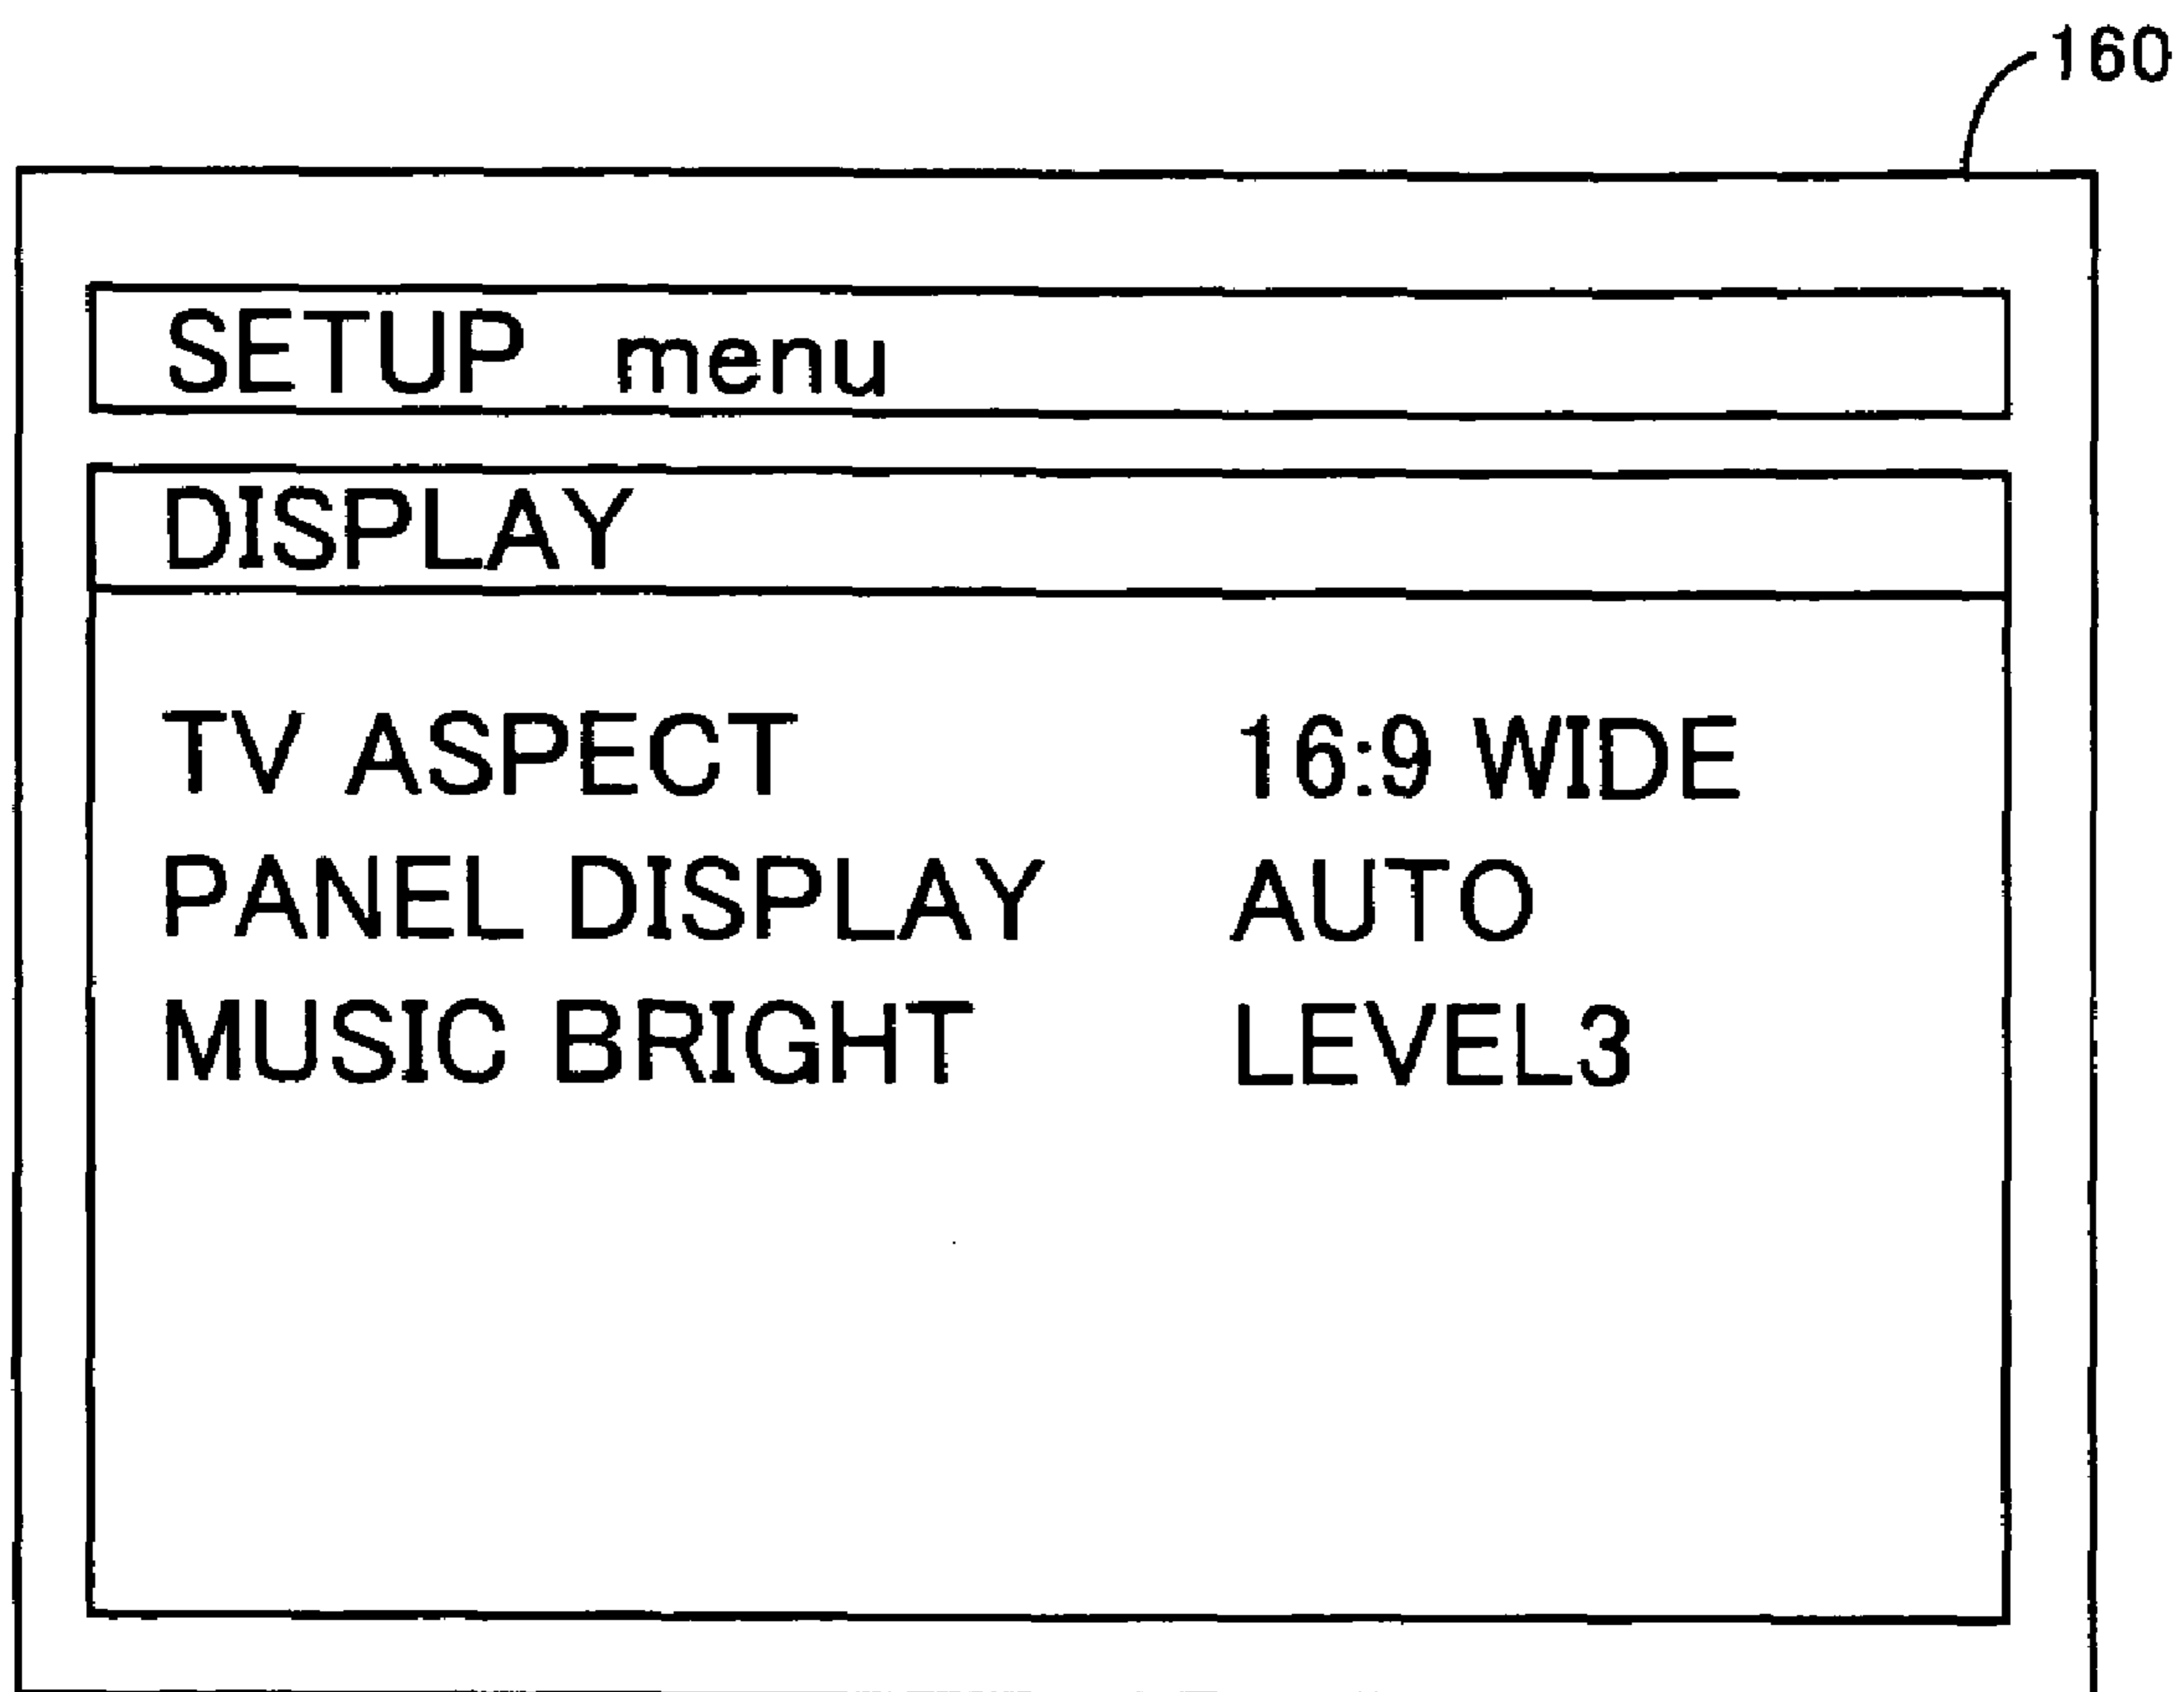 160
SETUP menu
DISPLAY
TV ASPECT 16:9 WIDE
PANEL DISPLAY AUTO
MUSIC BRIGHT LEVEL3